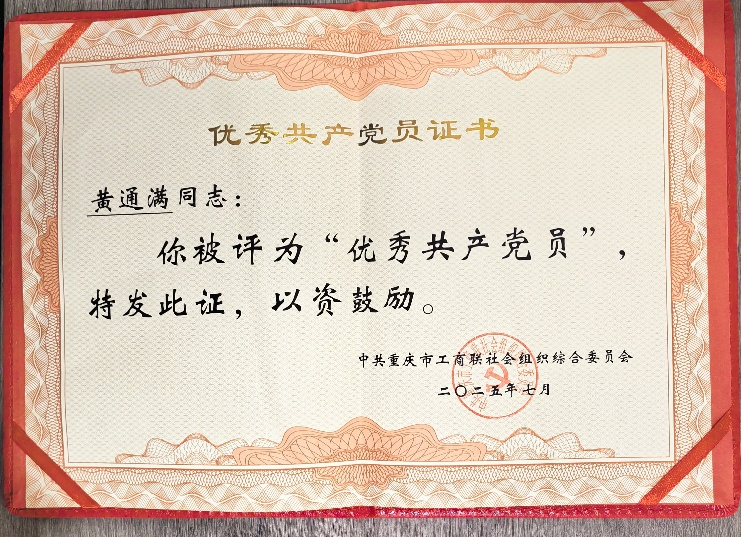 优秀共产党员证书
黄通满同志：
你被评为“优秀共产党员”，
特发此证，以资鼓励。
中共重庆市工商联社会组织综合委员会
二〇二五年七月